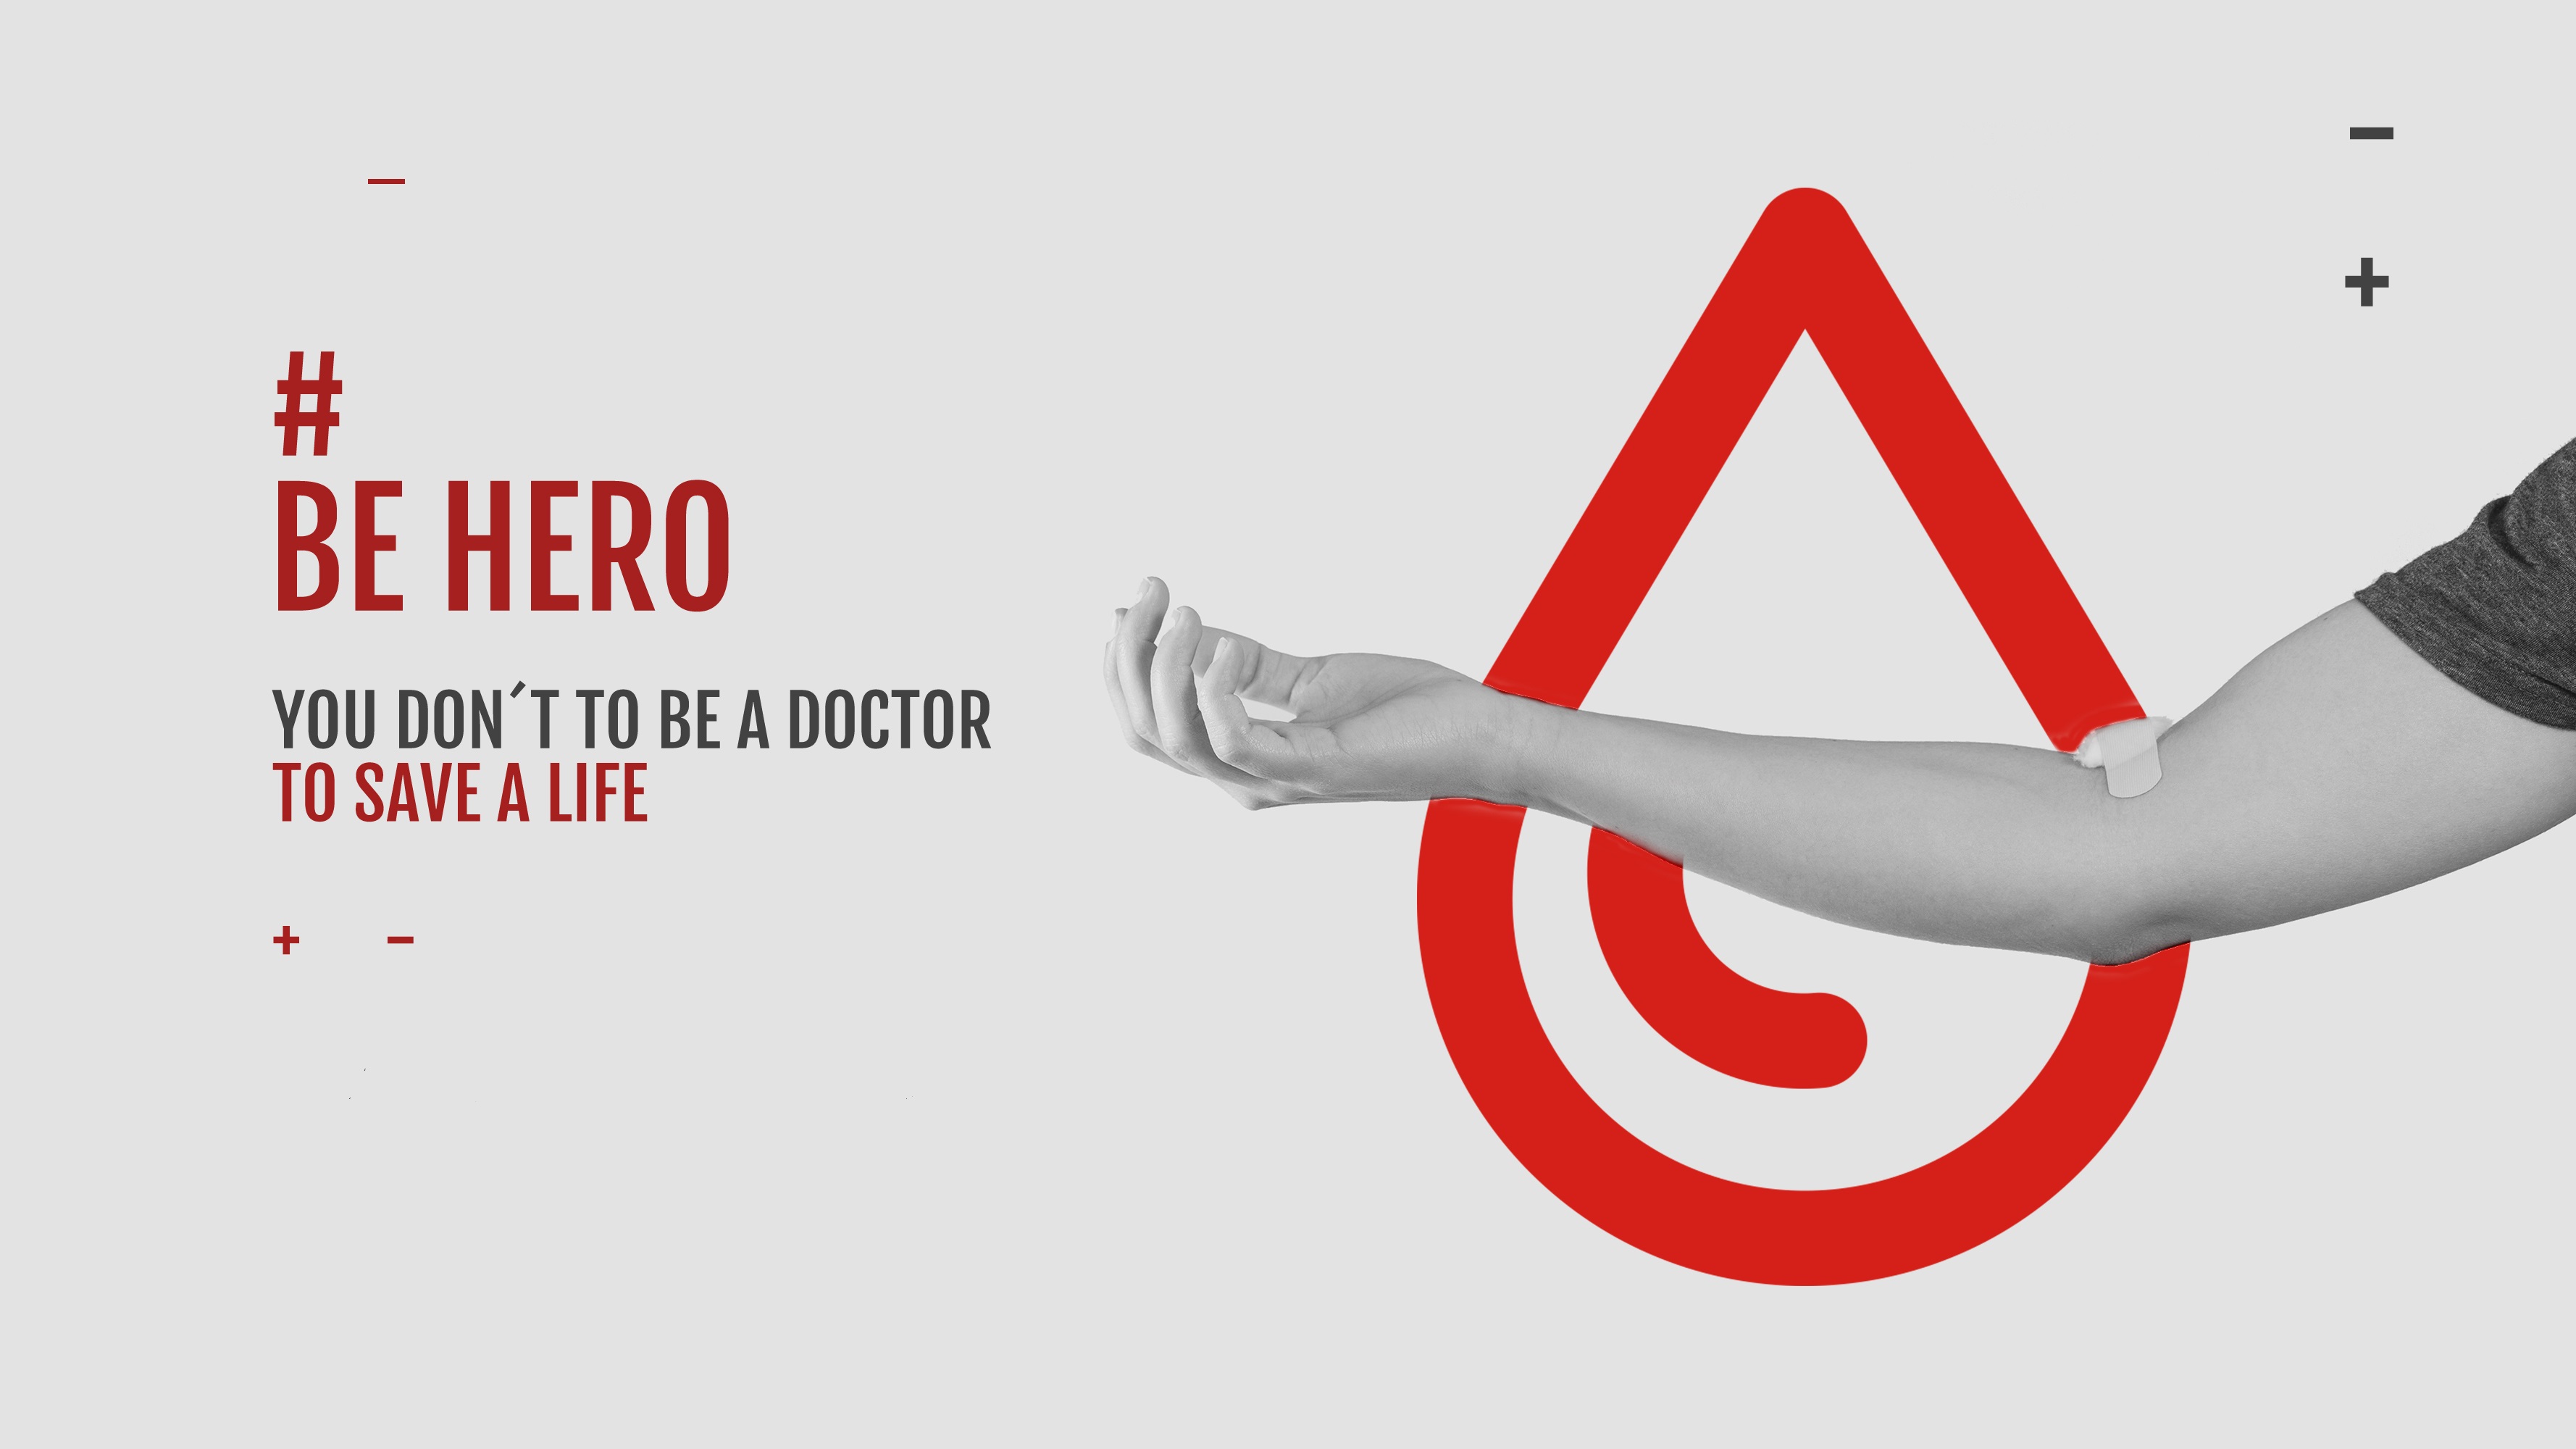 #
BE HERO
YOU DON´T TO BE A DOCTOR
TO SAVE A LIFE